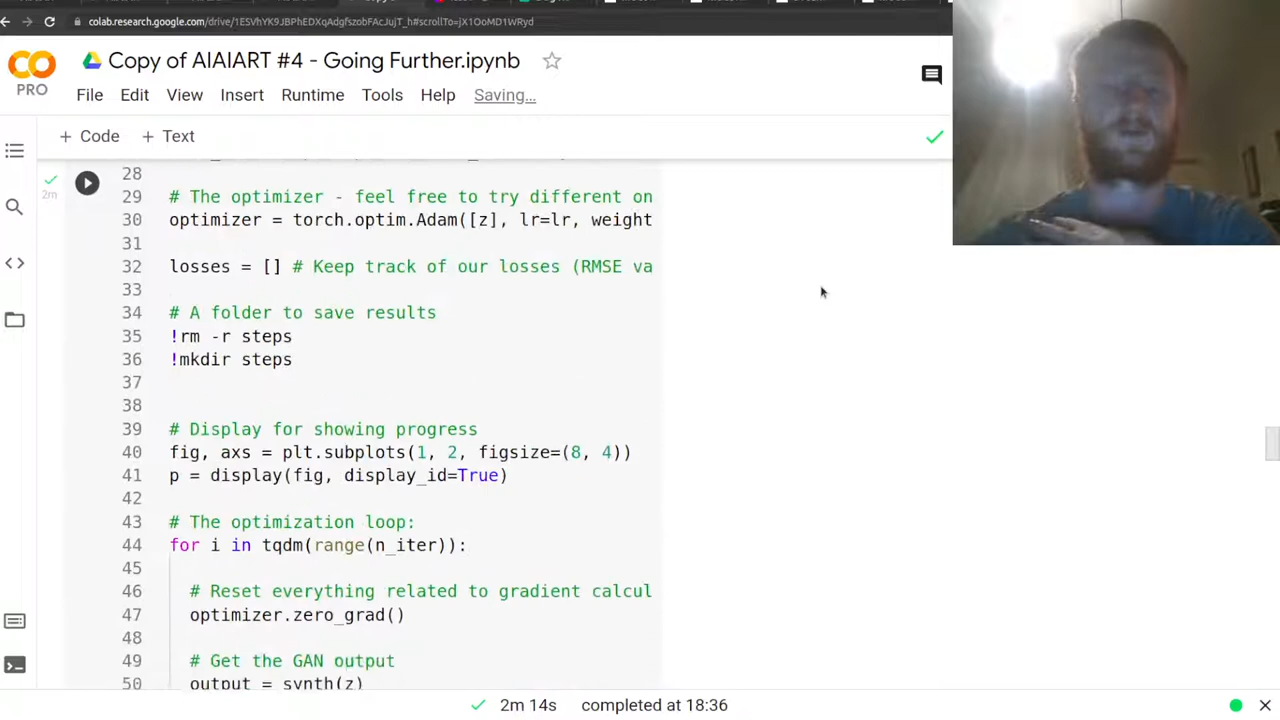 colab.research.google.com/drive/1ESVhYK9JBPhEDXqAdgfszobFAcJujT_h#scrollTo=jX1OoMD1WRyd
PRO
Copy of AIAIART #4 - Going Further.ipynb
File Edit View Insert Runtime Tools Help Saving...
+ Code + Text
2m
28
29 # The optimizer - feel free to try different on
30 optimizer = torch.optim.Adam([z], lr=lr, weight
31
32 losses = [] # Keep track of our losses (RMSE va
33
34 # A folder to save results
35 !rm -r steps
36 !mkdir steps
37
38
39 # Display for showing progress
40 fig, axs = plt.subplots(1, 2, figsize=(8, 4))
41 p = display(fig, display_id=True)
42
43 # The optimization loop:
44 for i in tqdm(range(n_iter)):
45
46 # Reset everything related to gradient calcul
47 optimizer.zero_grad()
48
49 # Get the GAN output
50 output = synth(z)
2m 14s completed at 18:36